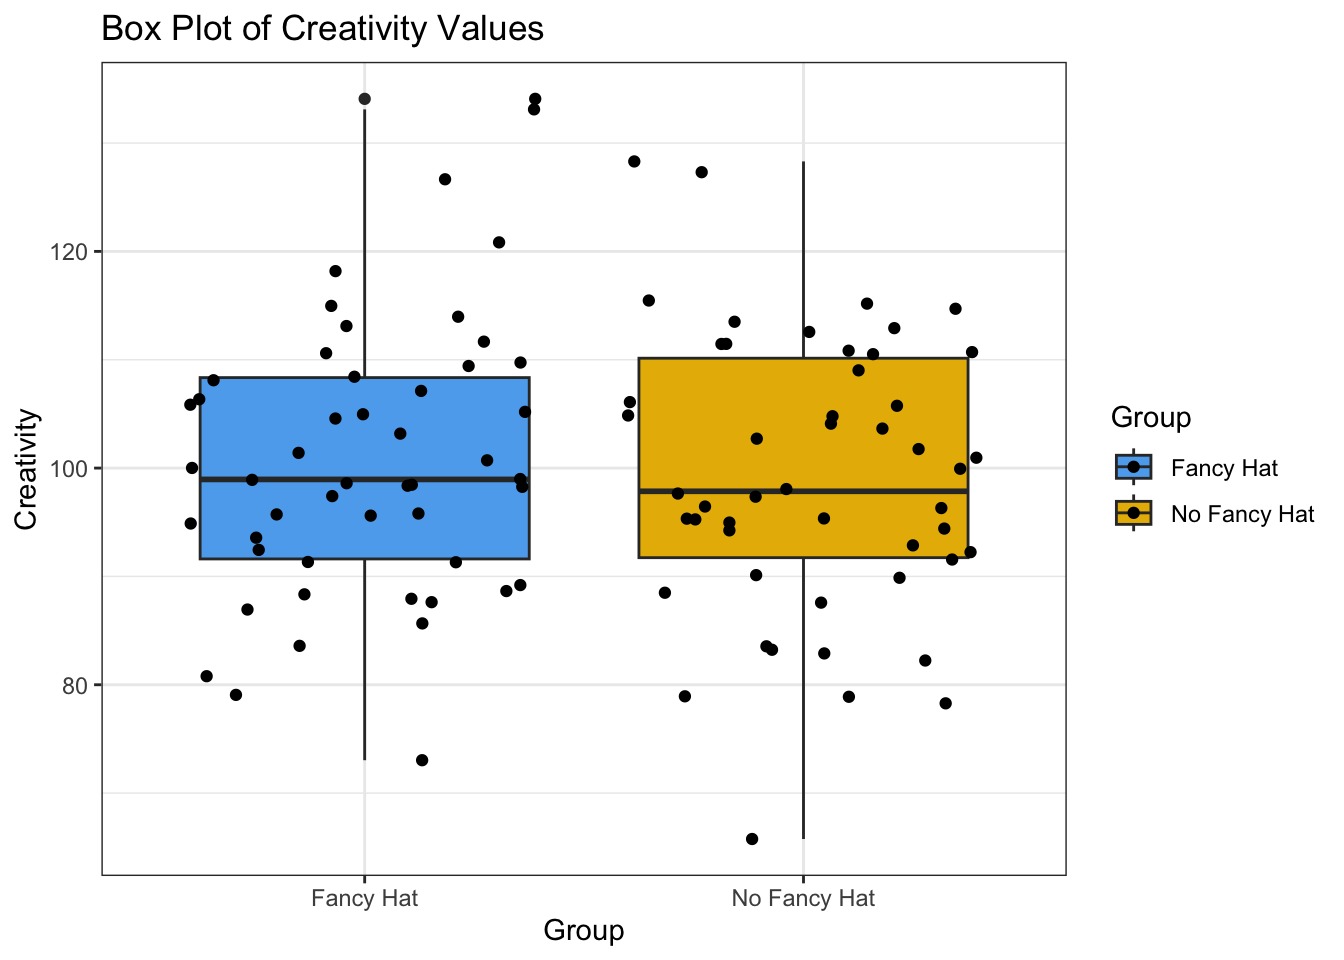 Box Plot of Creativity Values
120
100
80
Creativity
Fancy Hat
No Fancy Hat
Group
Group
Fancy Hat
No Fancy Hat